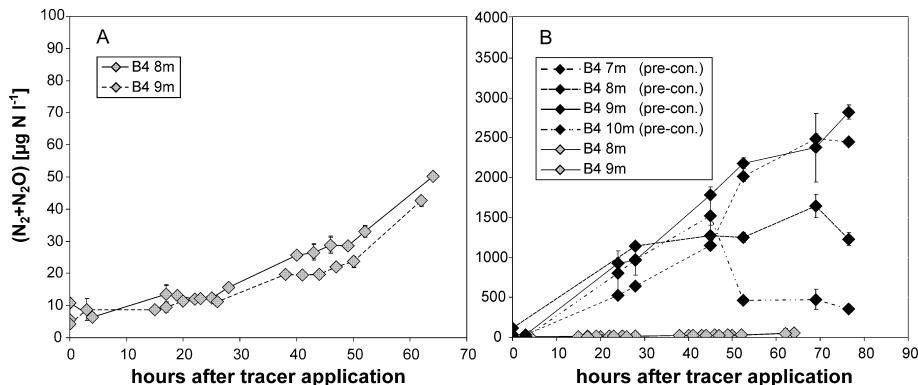 A
B4 8m
B4 9m
(N₂+N₂O) [µg N l⁻¹]
100
90
80
70
60
50
40
30
20
10
0
0 10 20 30 40 50 60 70
hours after tracer application
B
B4 7m (pre-con.)
B4 8m (pre-con.)
B4 9m (pre-con.)
B4 10m (pre-con.)
B4 8m
B4 9m
4000
3500
3000
2500
2000
1500
1000
500
0
0 10 20 30 40 50 60 70 80 90
hours after tracer application